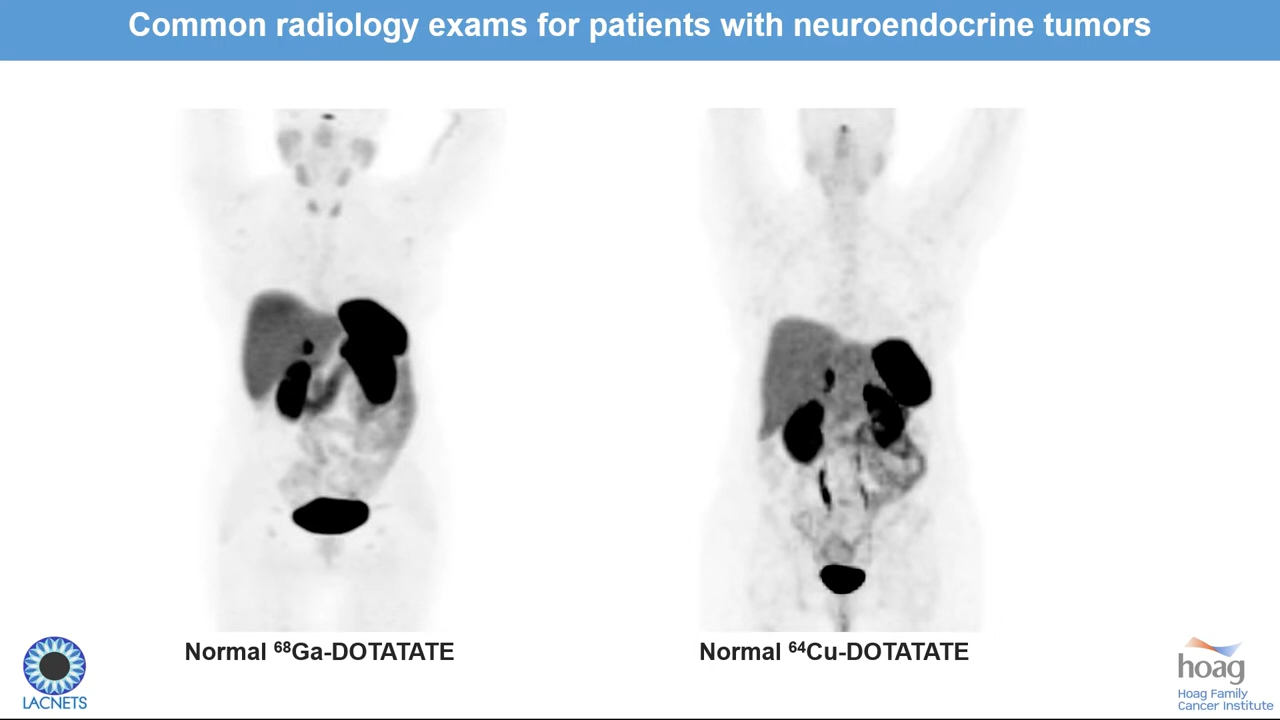 Common radiology exams for patients with neuroendocrine tumors
Normal ⁶⁸Ga-DOTATATE
Normal ⁶⁴Cu-DOTATATE
LACNETS
hoag
Hoag Family
Cancer Institute